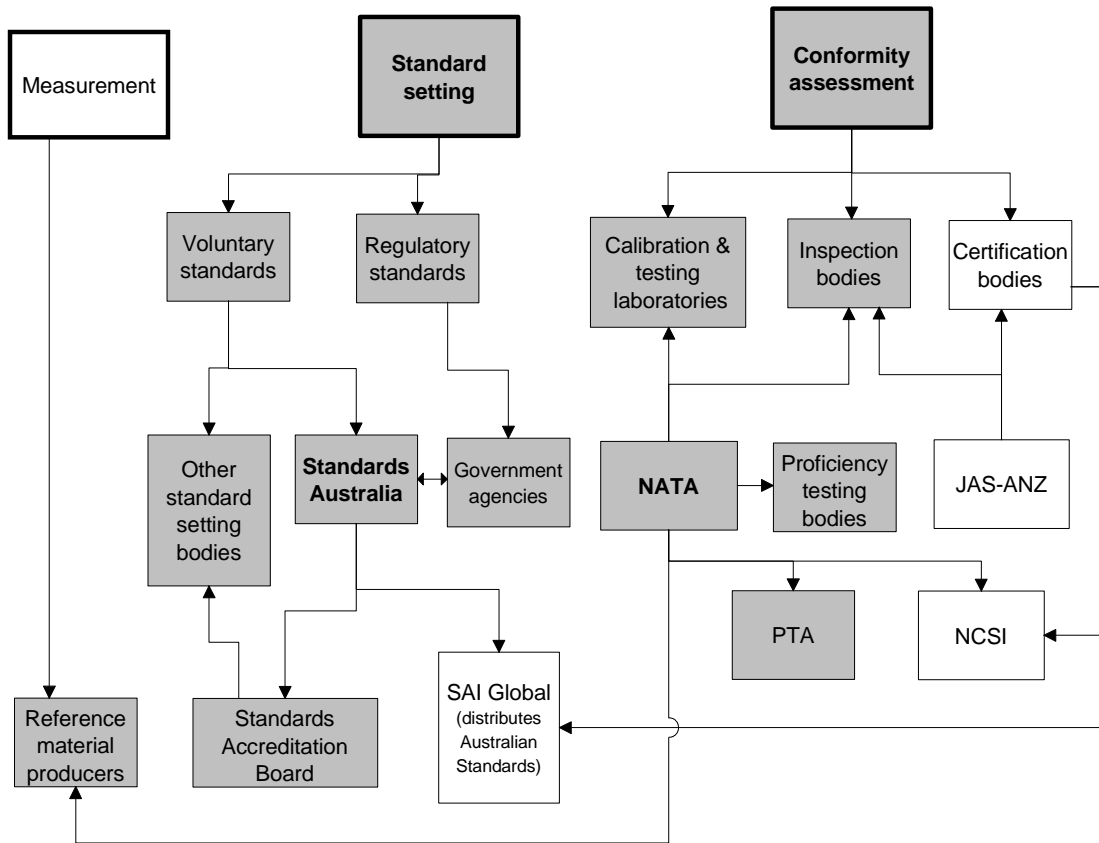 Measurement
Standard
setting
Conformity
assessment
Voluntary
standards
Regulatory
standards
Calibration &
testing
laboratories
Inspection
bodies
Certification
bodies
Other
standard
setting
bodies
Standards
Australia
Government
agencies
NATA
Proficiency
testing
bodies
JAS-ANZ
PTA
NCSI
Reference
material
producers
Standards
Accreditation
Board
SAI Global
(distributes
Australian
Standards)